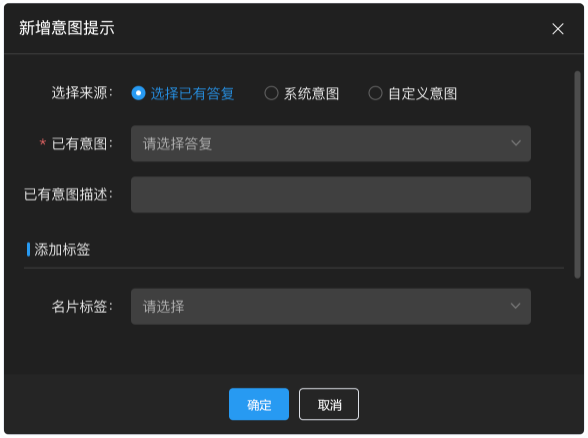 新增意图提示
选择来源: 选择已有答复 系统意图 自定义意图
* 已有意图: 请选择答复
已有意图描述:
添加标签
名片标签: 请选择
确定 取消